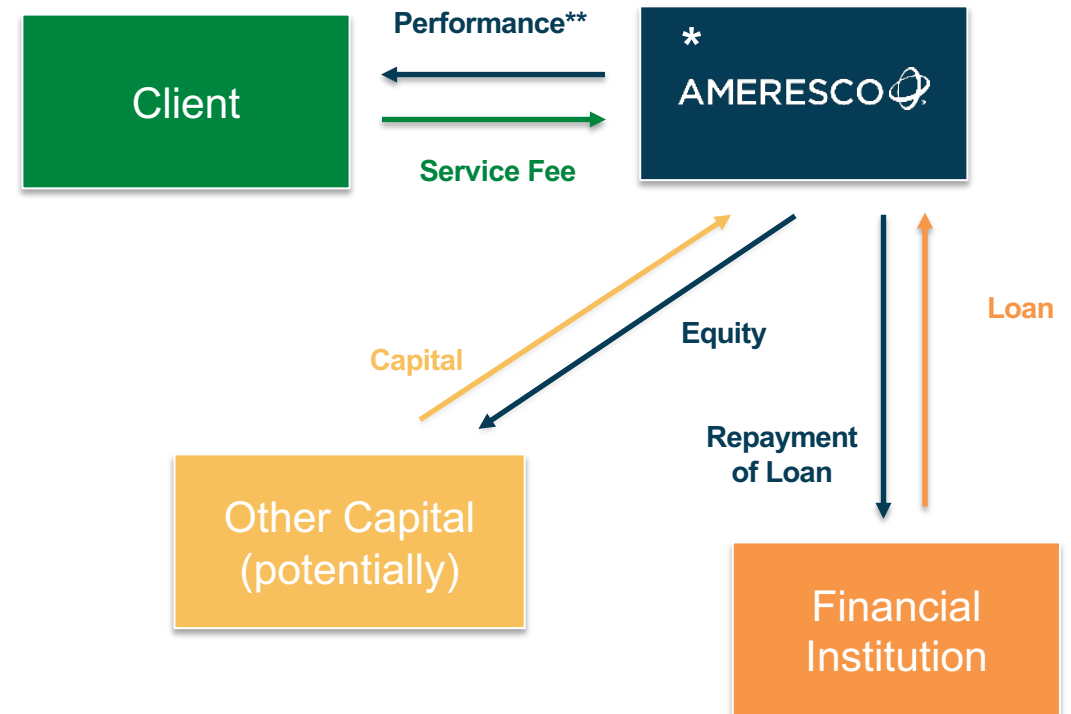 Performance**
*
AMERESCO
Client
Service Fee
Loan
Equity
Capital
Repayment
of Loan
Other Capital
(potentially)
Financial
Institution